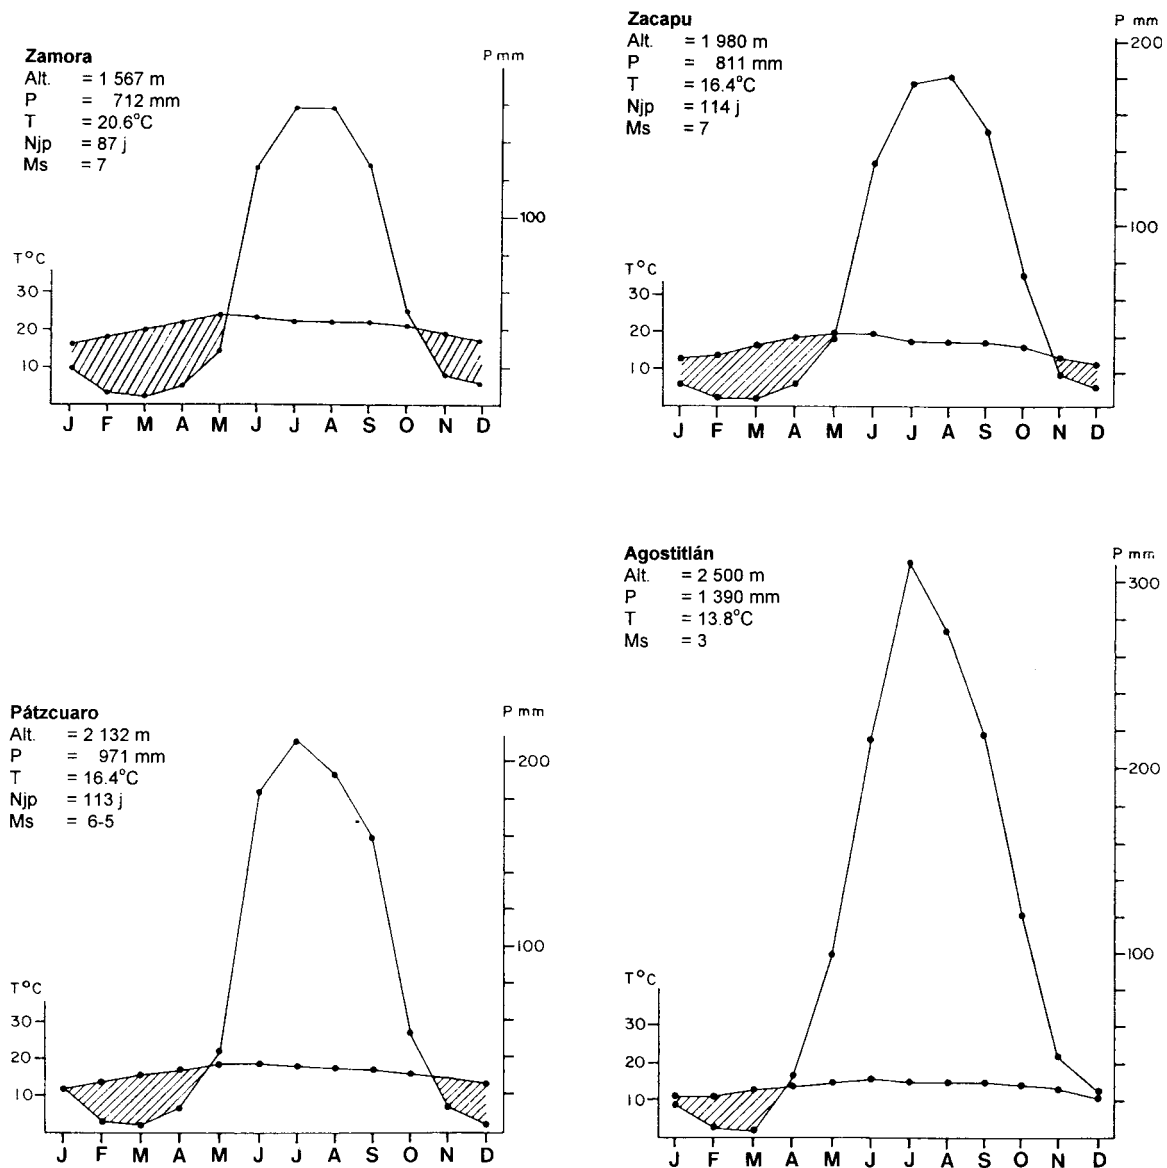 Zamora
Alt. = 1 567 m
P = 712 mm
T = 20.6°C
Njp = 87 j
Ms = 7
P mm
100
T°C
30
20
10
J F M A M J J A S O N D
Zacapu
Alt. = 1 980 m
P = 811 mm
T = 16.4°C
Njp = 114 j
Ms = 7
P mm
200
100
T°C
30
20
10
J F M A M J J A S O N D
Pátzcuaro
Alt. = 2 132 m
P = 971 mm
T = 16.4°C
Njp = 113 j
Ms = 6-5
P mm
200
100
T°C
30
20
10
J F M A M J J A S O N D
Agostitlán
Alt. = 2 500 m
P = 1 390 mm
T = 13.8°C
Ms = 3
P mm
300
200
100
T°C
30
20
10
J F M A M J J A S O N D